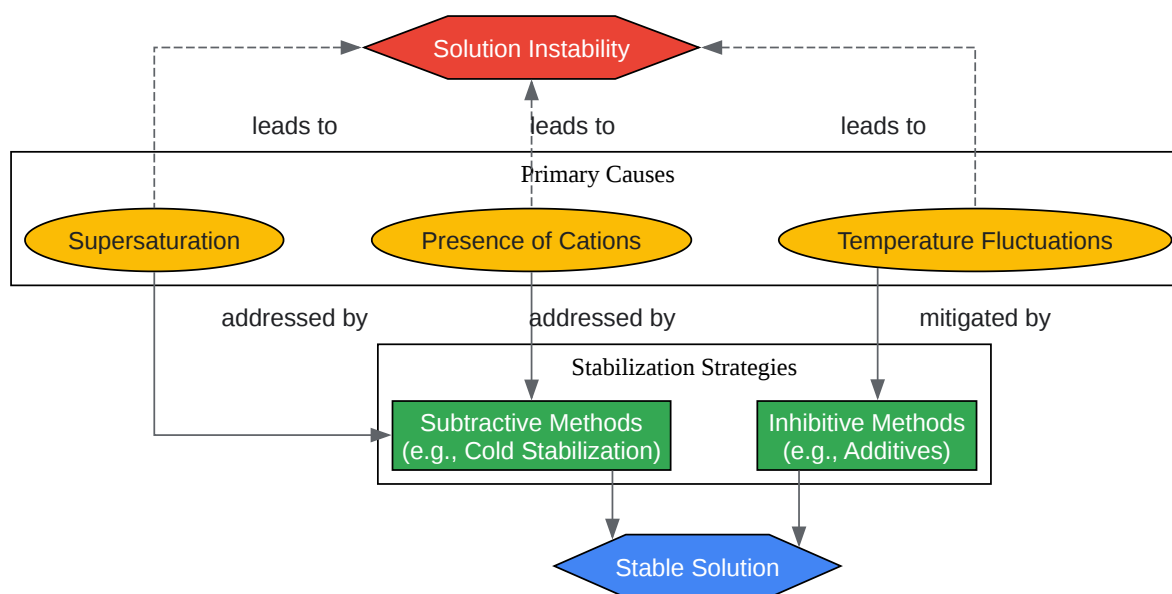 Solution Instability
leads to
leads to
leads to
Primary Causes
Supersaturation
Presence of Cations
Temperature Fluctuations
addressed by
addressed by
mitigated by
Stabilization Strategies
Subtractive Methods
(e.g., Cold Stabilization)
Inhibitive Methods
(e.g., Additives)
Stable Solution